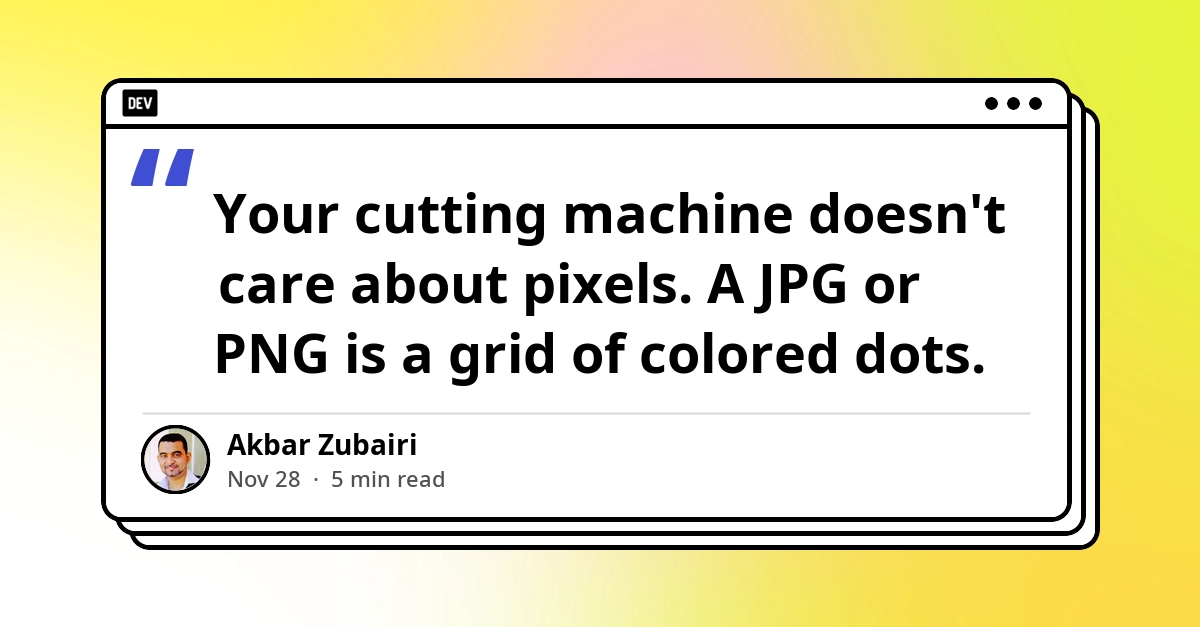 DEV
“
Your cutting machine doesn't
care about pixels. A JPG or
PNG is a grid of colored dots.
Akbar Zubairi
Nov 28 · 5 min read